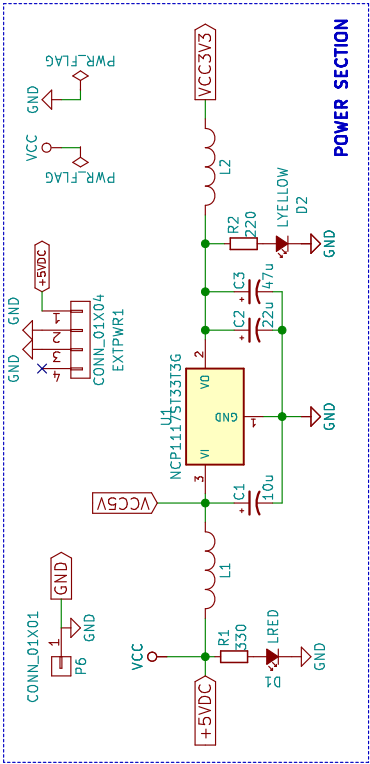 POWER SECTION
PWR_FLAG
GND
VCC
PWR_FLAG
VCC3V3
L2
LYELLOW
D2
R2
220
GND
C3
47u
C2
22u
+5VDC
GND
GND
1
2
3
4
CONN_01X04
EXTPWR1
2
VO
U1
NCP1117ST33T3G
GND
1
VI
3
GND
VCC5V
C1
10u
L1
GND
CONN_01X01
1
GND
P6
VCC
R1
330
LRED
D1
GND
+5VDC